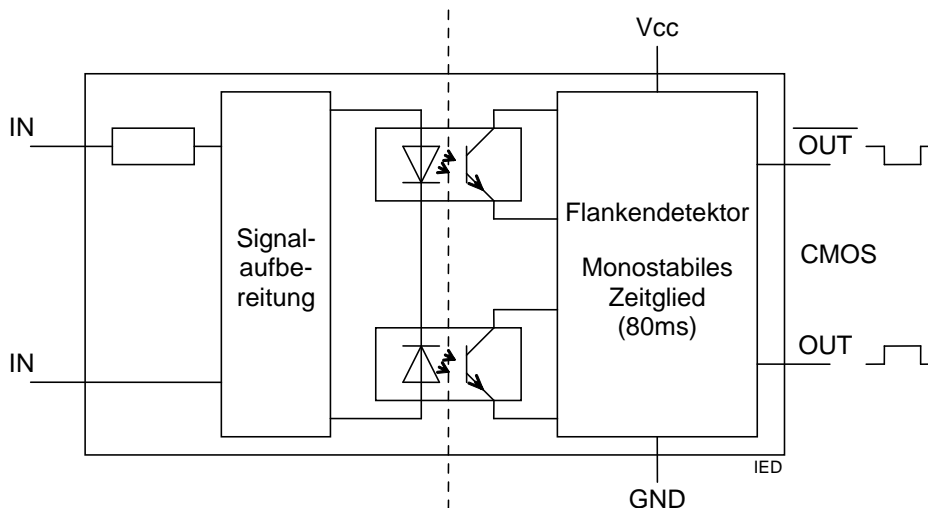 Vcc
IN
OUT
Signal-
aufbe-
reitung
Flankendetektor
Monostabiles
Zeitglied
(80ms)
CMOS
IN
OUT
IED
GND